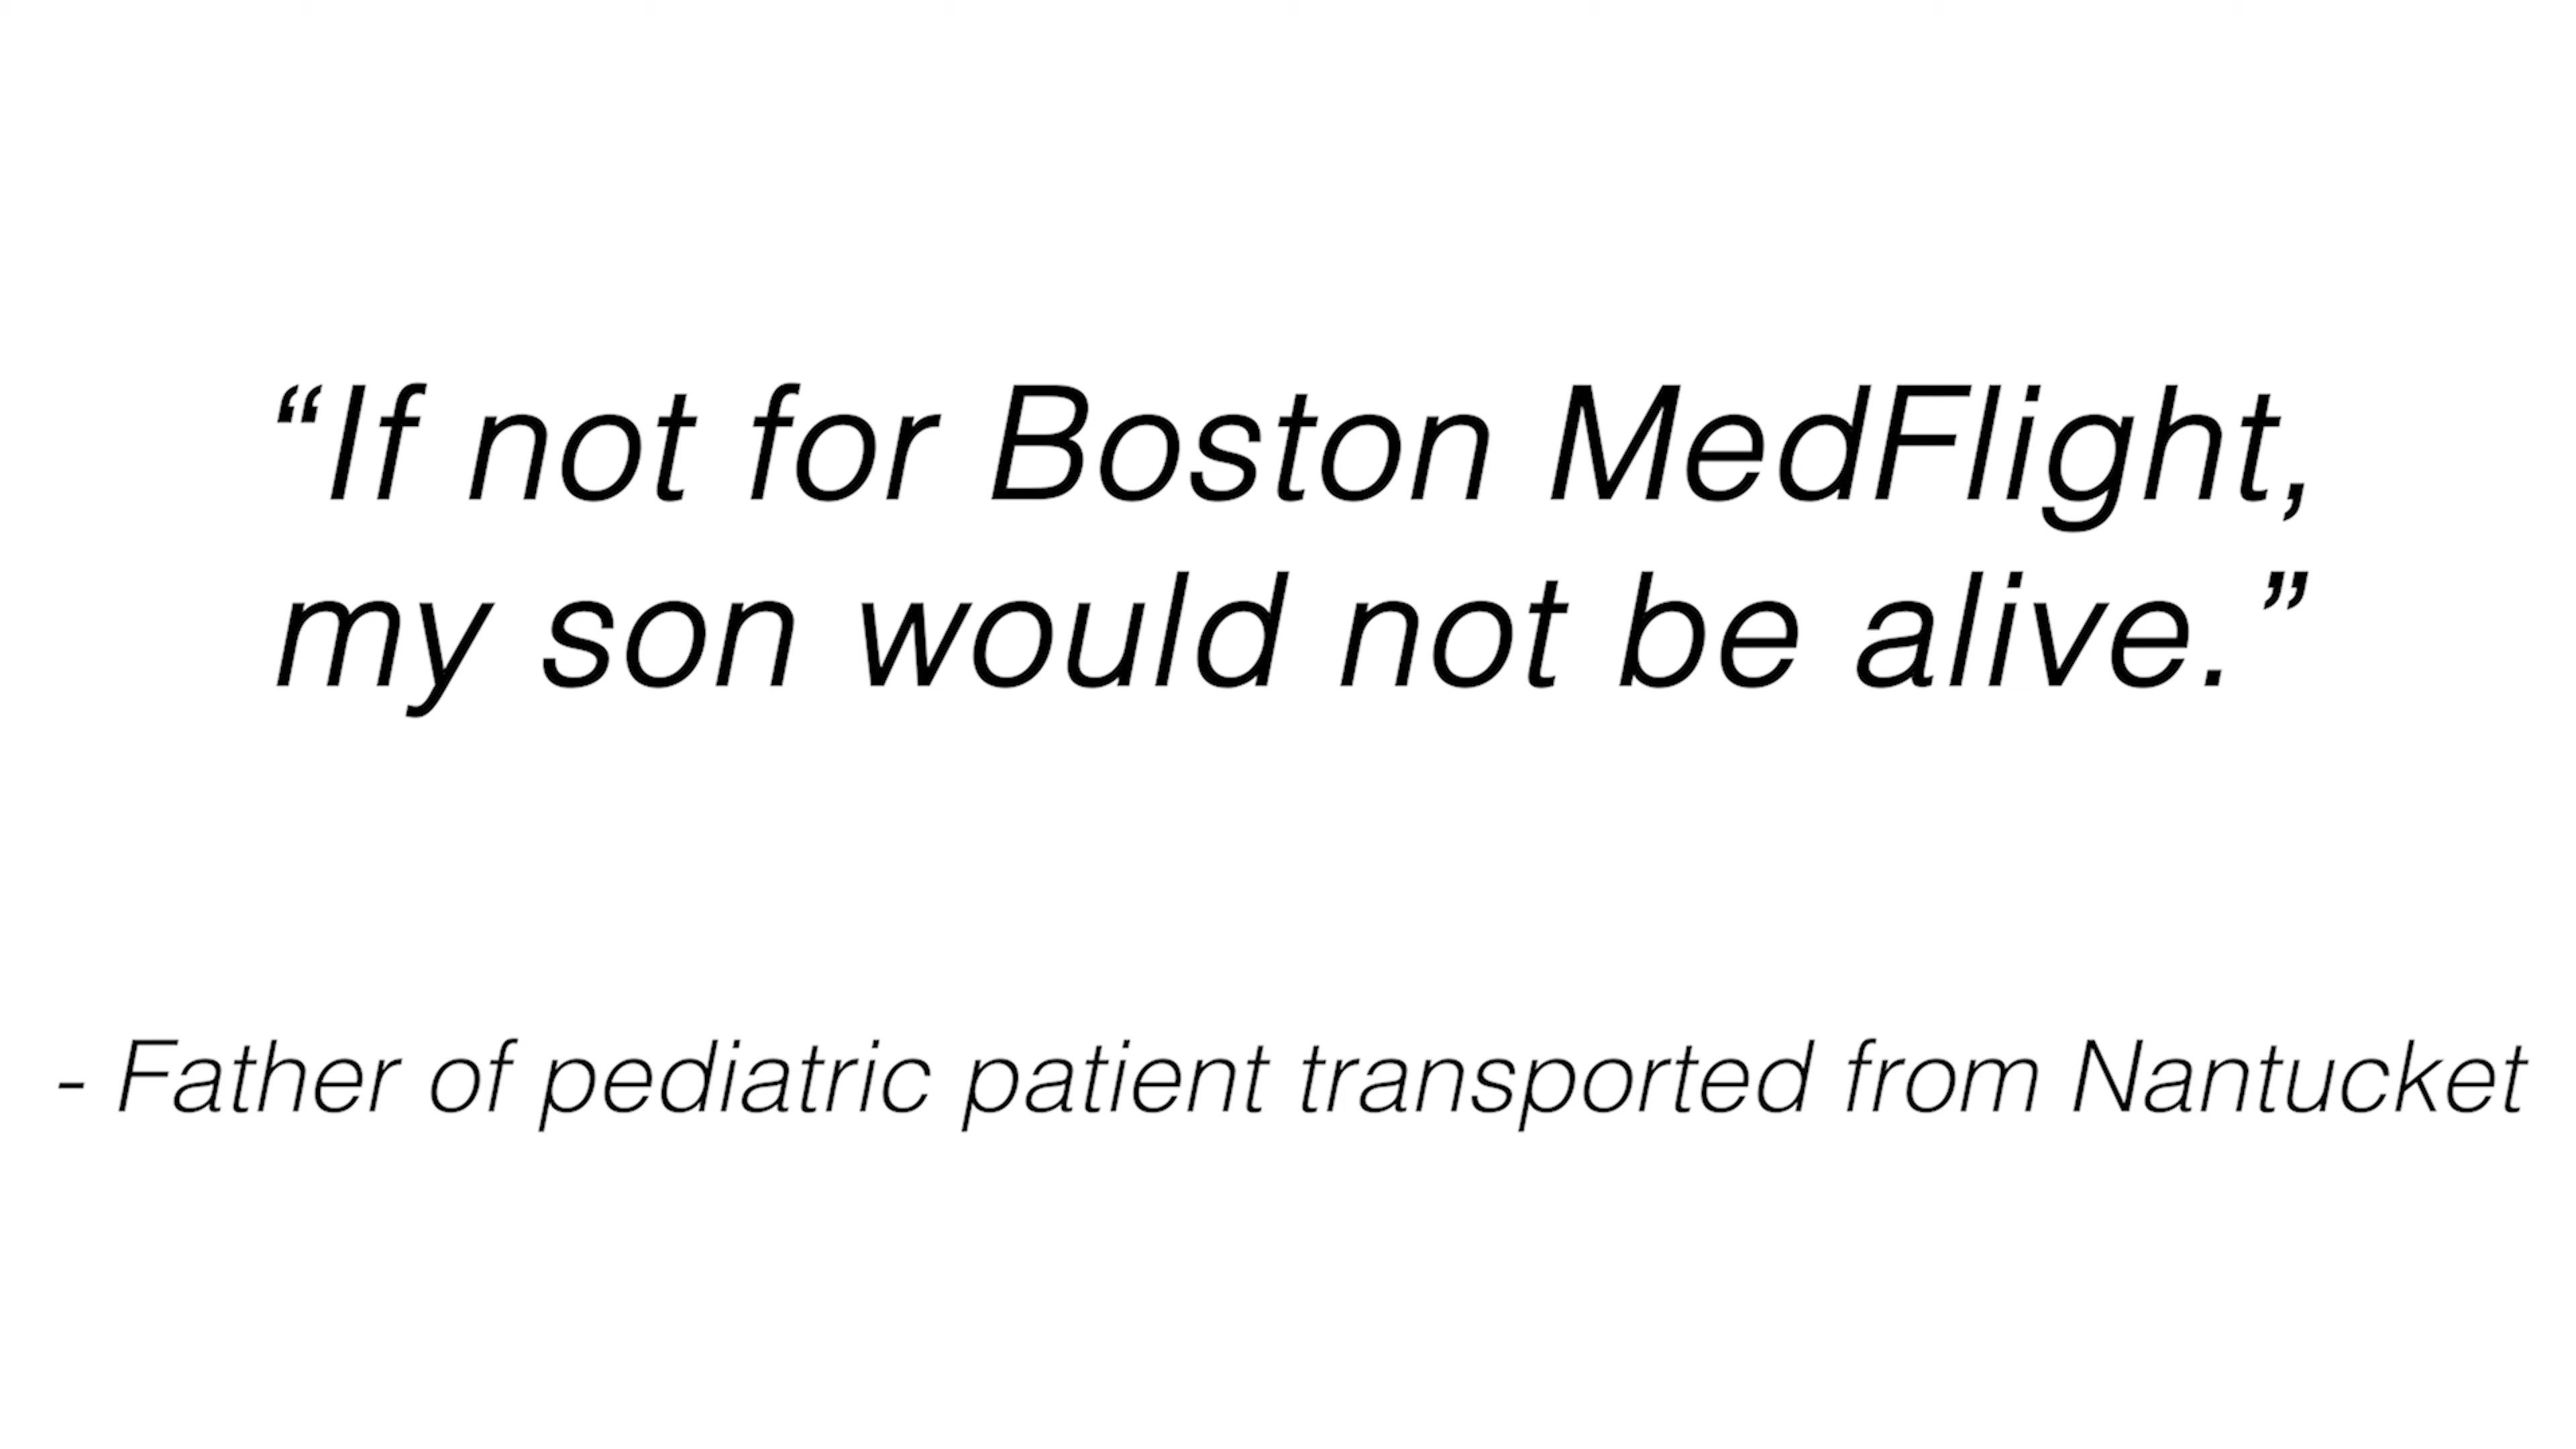 “If not for Boston MedFlight,
my son would not be alive.”
- Father of pediatric patient transported from Nantucket